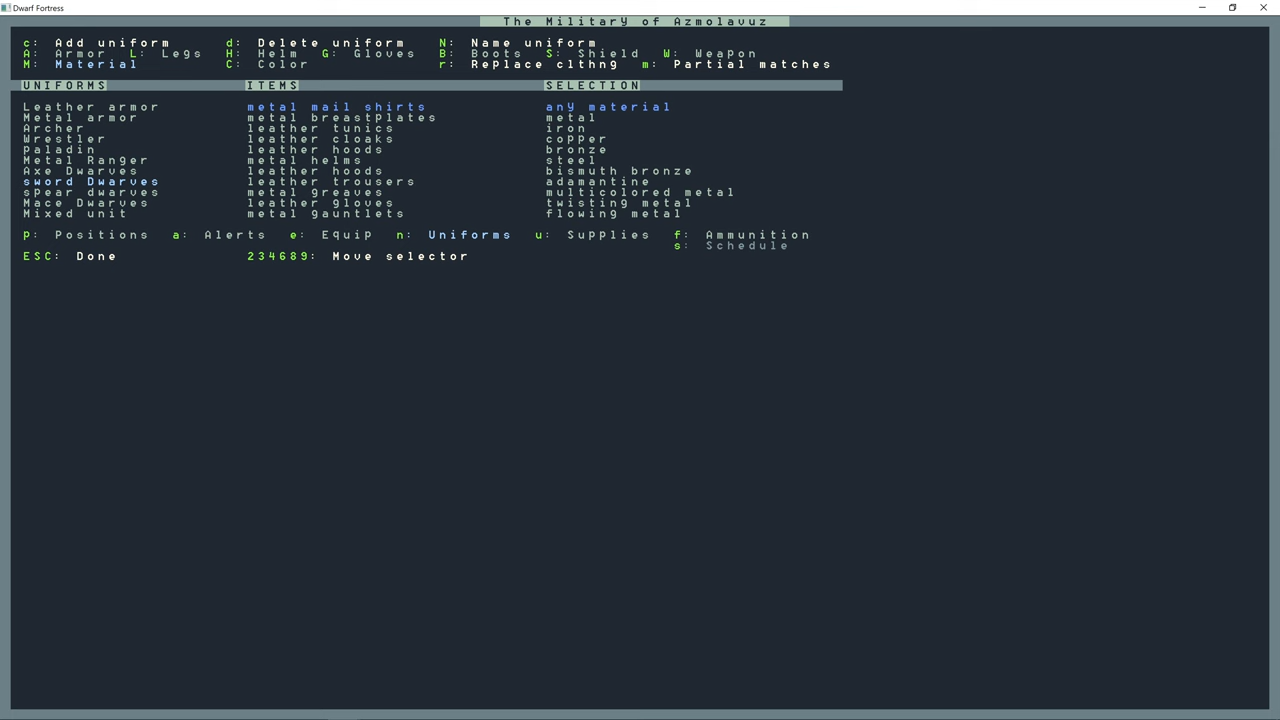 Dwarf Fortress
The Military of Azmolavuz
c: Add uniform d: Delete uniform N: Name uniform
A: Armor L: Legs H: Helm G: Gloves B: Boots S: Shield W: Weapon
M: Material C: Color r: Replace clthng m: Partial matches
UNIFORMS ITEMS SELECTION
Leather armor metal mail shirts any material
Metal armor metal breastplates metal
Archer leather tunics iron
Wrestler leather cloaks copper
Paladin leather hoods bronze
Metal Ranger metal helms steel
Axe Dwarves leather hoods bismuth bronze
sword Dwarves leather trousers adamantine
spear dwarves metal greaves multicolored metal
Mace Dwarves leather gloves twisting metal
Mixed unit metal gauntlets flowing metal
p: Positions a: Alerts e: Equip n: Uniforms u: Supplies f: Ammunition
s: Schedule
ESC: Done 234689: Move selector